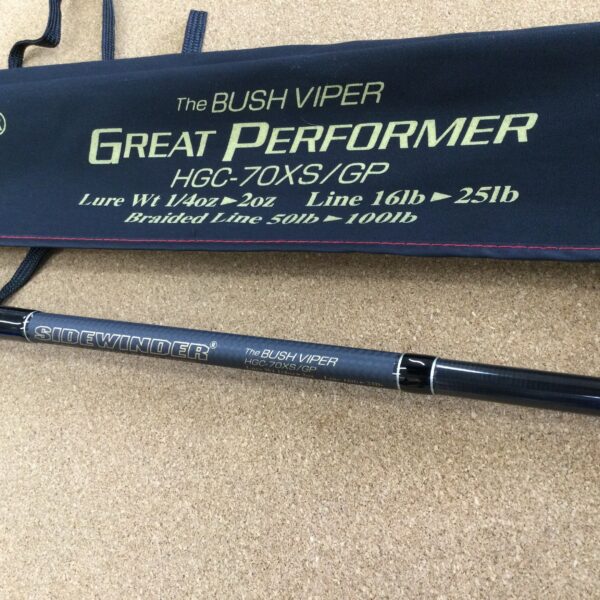 The BUSH VIPER
GREAT PERFORMER
HGC-70XS/GP
Lure Wt 1/4oz►2oz Line 16lb►25lb
Braided Line 50lb►100lb
SIDEWINDER®
The BUSH VIPER
HGC-70XS/GP